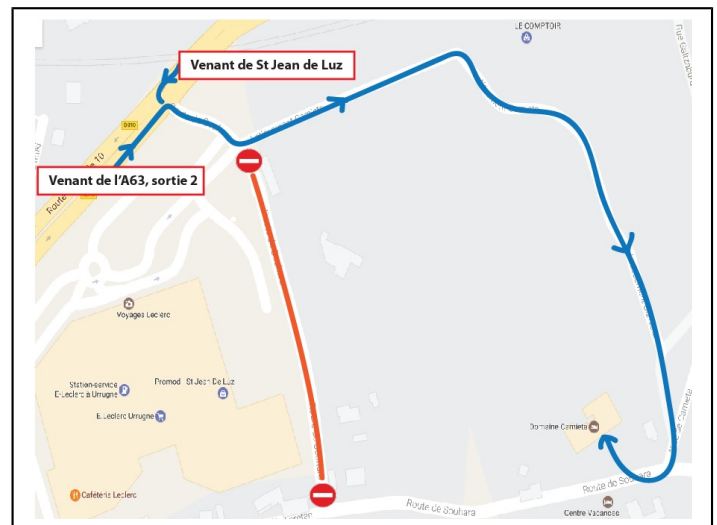 LE COMPTOIR
Venant de St Jean de Luz
D810
Venant de l'A63, sortie 2
Voyages Leclerc
Station-service
E-Leclerc à Urrugne
Promod St Jean De Luz
E.Leclerc Urrugne
Cafétéria Leclerc
Domaine Camieta
Route de Souhara
Route de Souhara
Centre Vacances